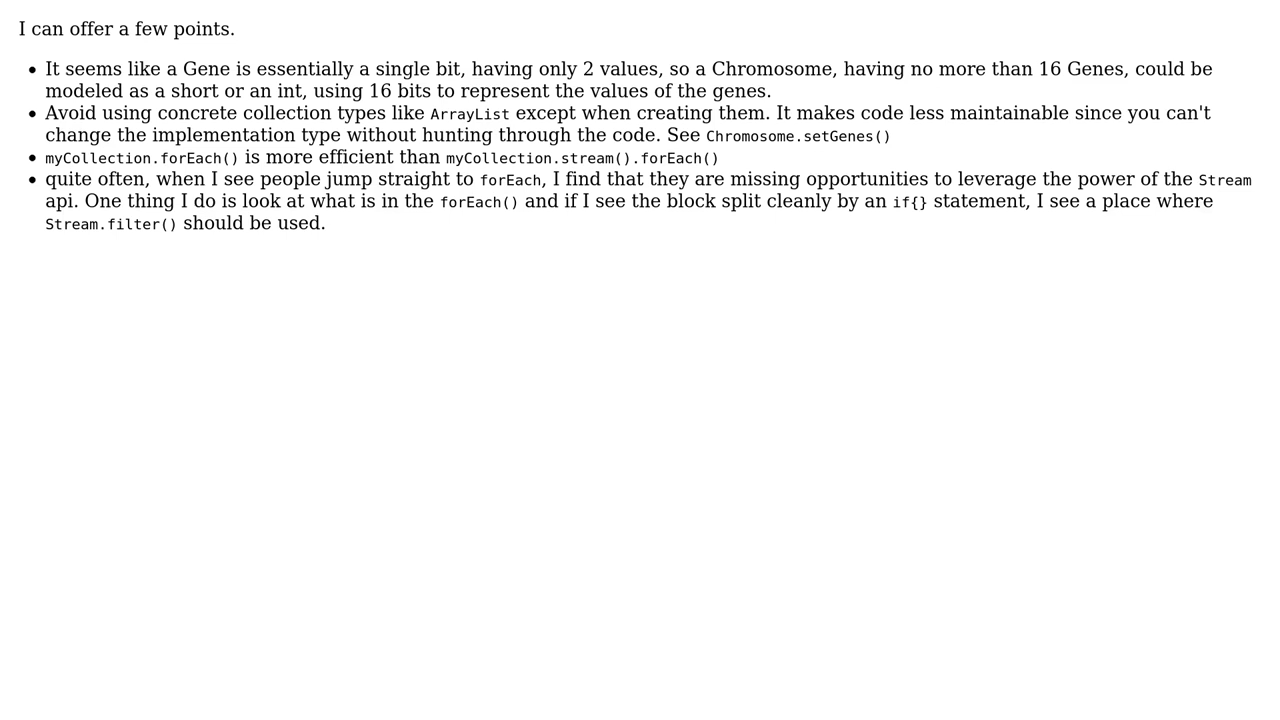 I can offer a few points.
• It seems like a Gene is essentially a single bit, having only 2 values, so a Chromosome, having no more than 16 Genes, could be
modeled as a short or an int, using 16 bits to represent the values of the genes.
• Avoid using concrete collection types like ArrayList except when creating them. It makes code less maintainable since you can't
change the implementation type without hunting through the code. See Chromosome.setGenes()
• myCollection.forEach() is more efficient than myCollection.stream().forEach()
• quite often, when I see people jump straight to forEach, I find that they are missing opportunities to leverage the power of the Stream
api. One thing I do is look at what is in the forEach() and if I see the block split cleanly by an if{} statement, I see a place where
Stream.filter() should be used.